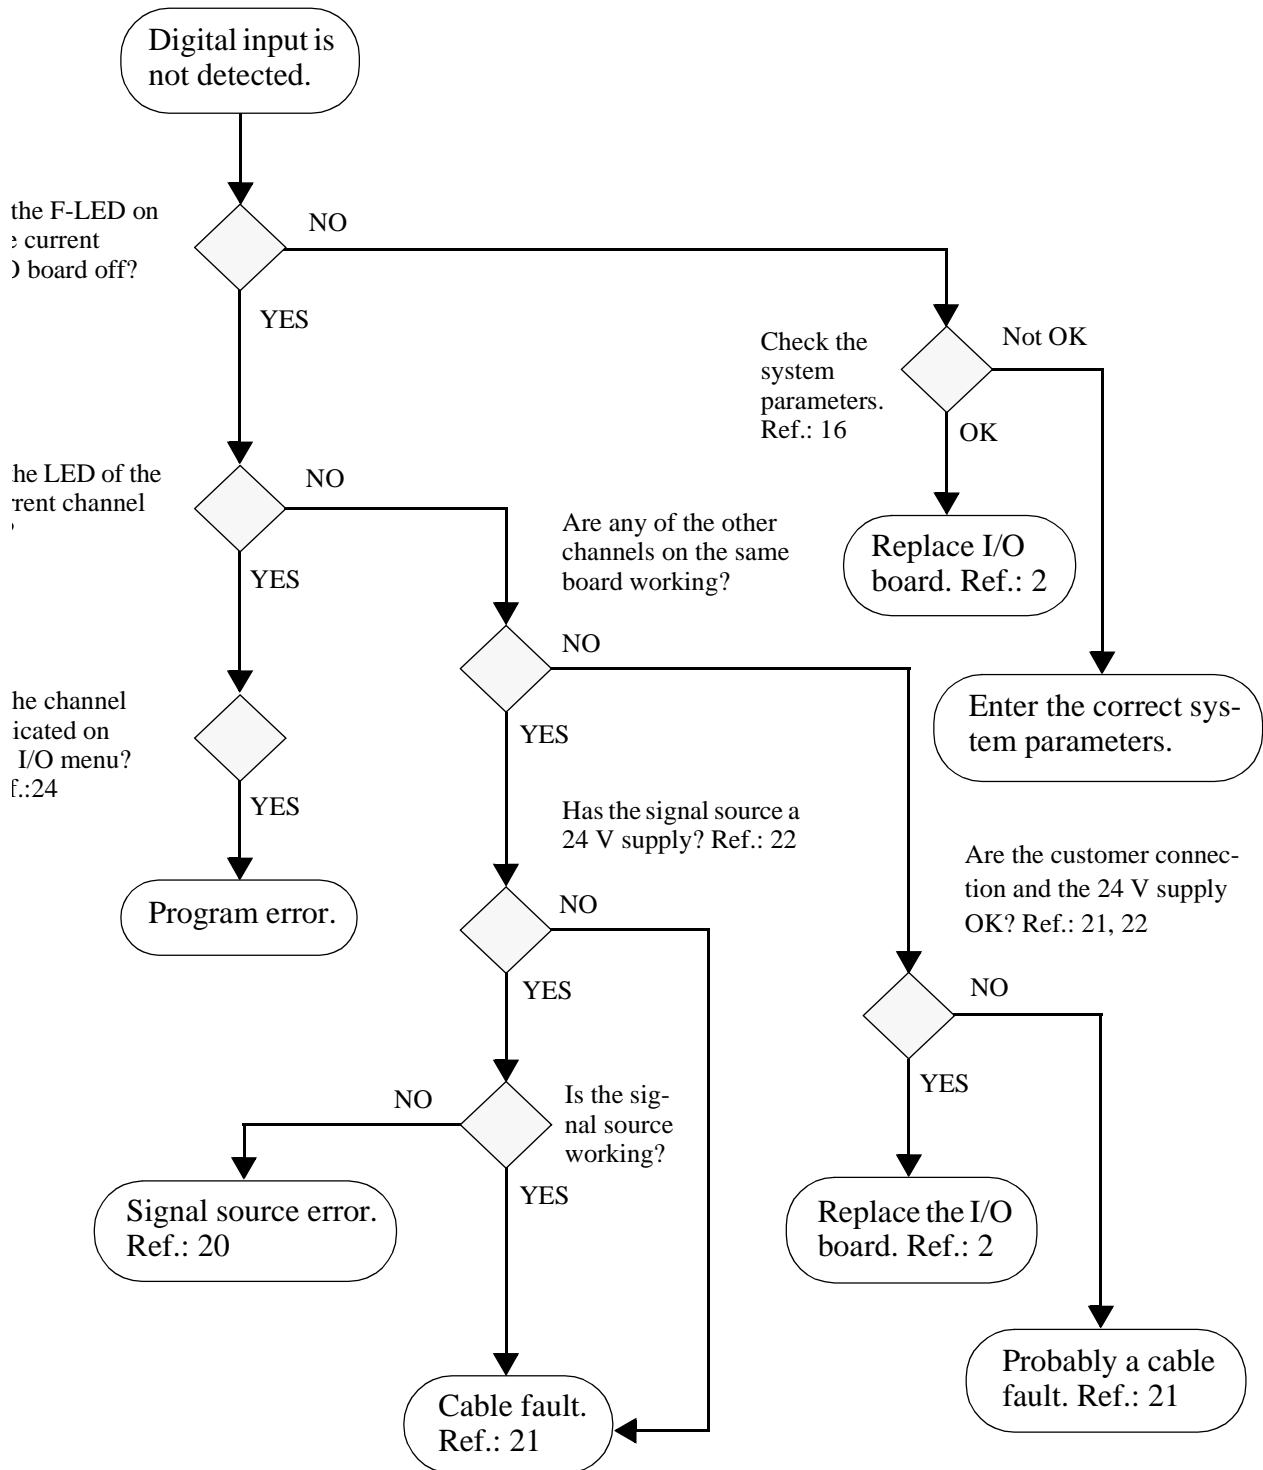 Digital input is
not detected.
the F-LED on
current
board off?
NO
YES
Check the
system
parameters.
Ref.: 16
Not OK
OK
the LED of the
channel
?
NO
YES
Are any of the other
channels on the same
board working?
Replace I/O
board. Ref.: 2
NO
YES
Enter the correct sys-
tem parameters.
channel
on
I/O menu?
24
YES
Has the signal source a
24 V supply? Ref.: 22
Are the customer connec-
tion and the 24 V supply
OK? Ref.: 21, 22
Program error.
NO
YES
NO
YES
Is the sig-
nal source
working?
NO
YES
Signal source error.
Ref.: 20
Replace the I/O
board. Ref.: 2
Probably a cable
fault. Ref.: 21
Cable fault.
Ref.: 21